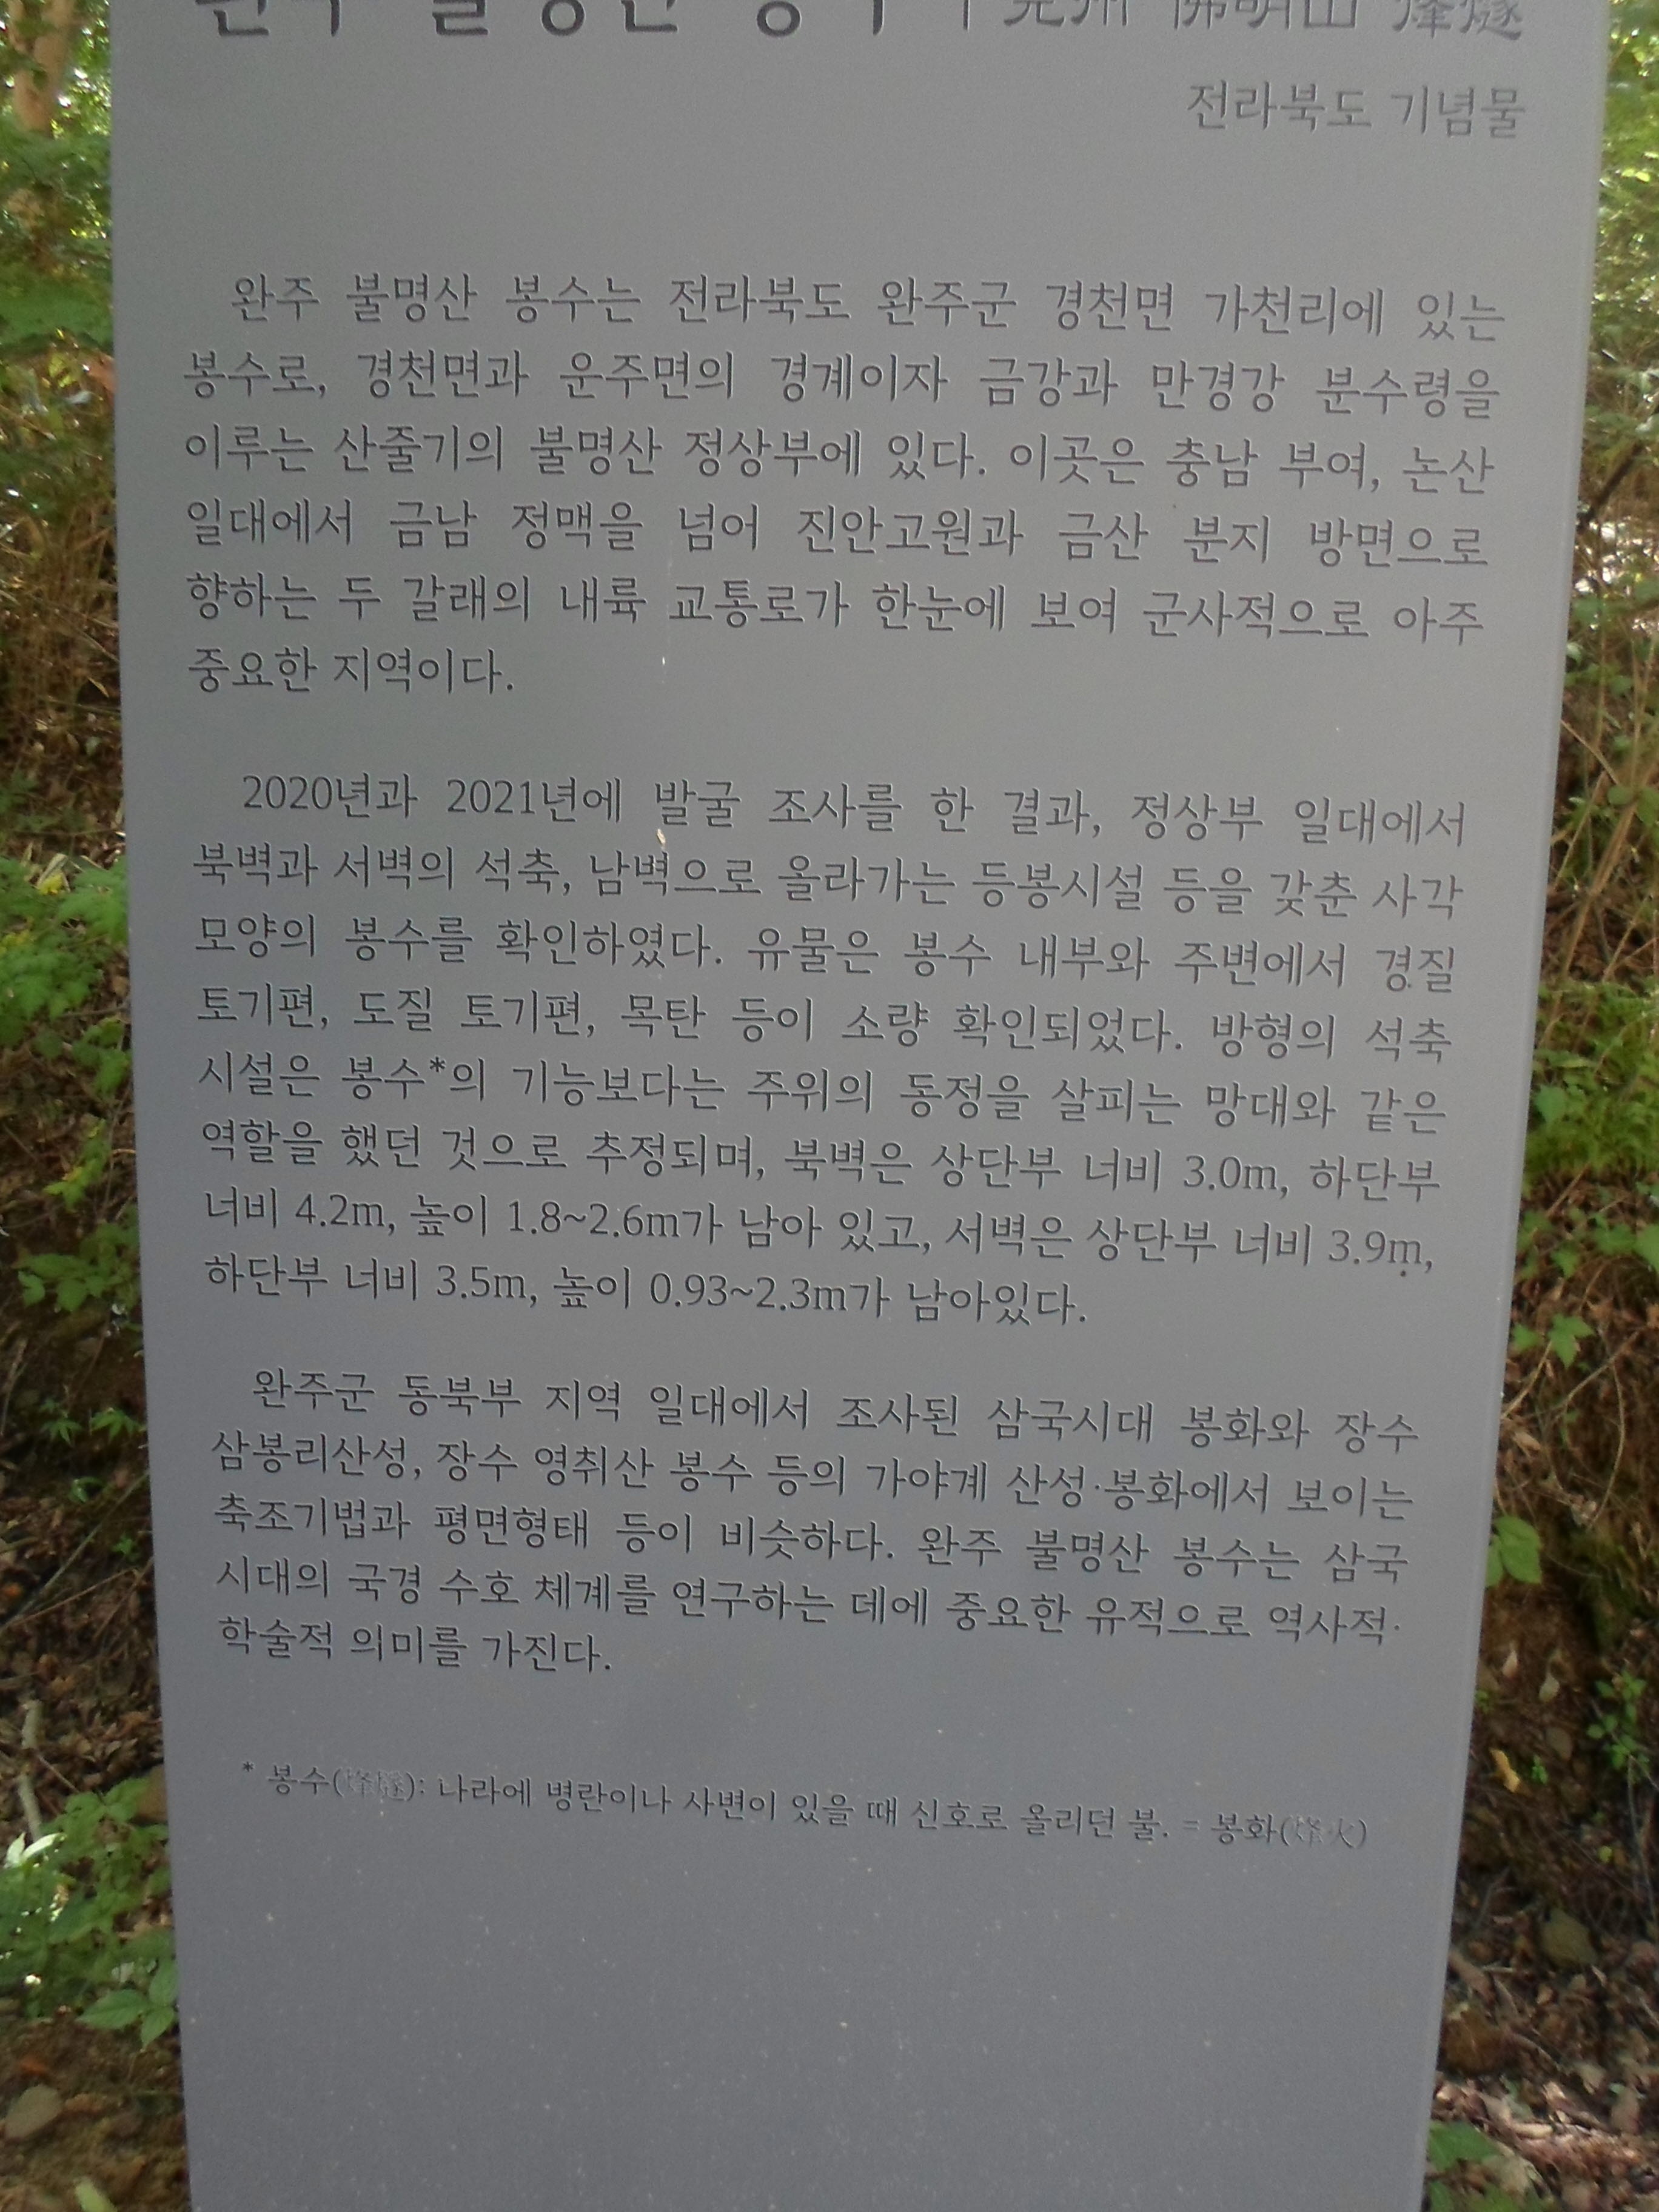 완주 불명산 봉수 | 完州 佛明山 烽燧
전라북도 기념물
완주 불명산 봉수는 전라북도 완주군 경천면 가천리에 있는
봉수로, 경천면과 운주면의 경계이자 금강과 만경강 분수령을
이루는 산줄기의 불명산 정상부에 있다. 이곳은 충남 부여, 논산
일대에서 금남 정맥을 넘어 진안고원과 금산 분지 방면으로
향하는 두 갈래의 내륙 교통로가 한눈에 보여 군사적으로 아주
중요한 지역이다.
2020년과 2021년에 발굴 조사를 한 결과, 정상부 일대에서
북벽과 서벽의 석축, 남벽으로 올라가는 등봉시설 등을 갖춘 사각
모양의 봉수를 확인하였다. 유물은 봉수 내부와 주변에서 경질
토기편, 도질 토기편, 목탄 등이 소량 확인되었다. 방형의 석축
시설은 봉수*의 기능보다는 주위의 동정을 살피는 망대와 같은
역할을 했던 것으로 추정되며, 북벽은 상단부 너비 3.0m, 하단부
너비 4.2m, 높이 1.8~2.6m가 남아 있고, 서벽은 상단부 너비 3.9m,
하단부 너비 3.5m, 높이 0.93~2.3m가 남아있다.
완주군 동북부 지역 일대에서 조사된 삼국시대 봉화와 장수
삼봉리산성, 장수 영취산 봉수 등의 가야계 산성·봉화에서 보이는
축조기법과 평면형태 등이 비슷하다. 완주 불명산 봉수는 삼국
시대의 국경 수호 체계를 연구하는 데에 중요한 유적으로 역사적·
학술적 의미를 가진다.
* 봉수(烽燧): 나라에 병란이나 사변이 있을 때 신호로 올리던 불. = 봉화(烽火)